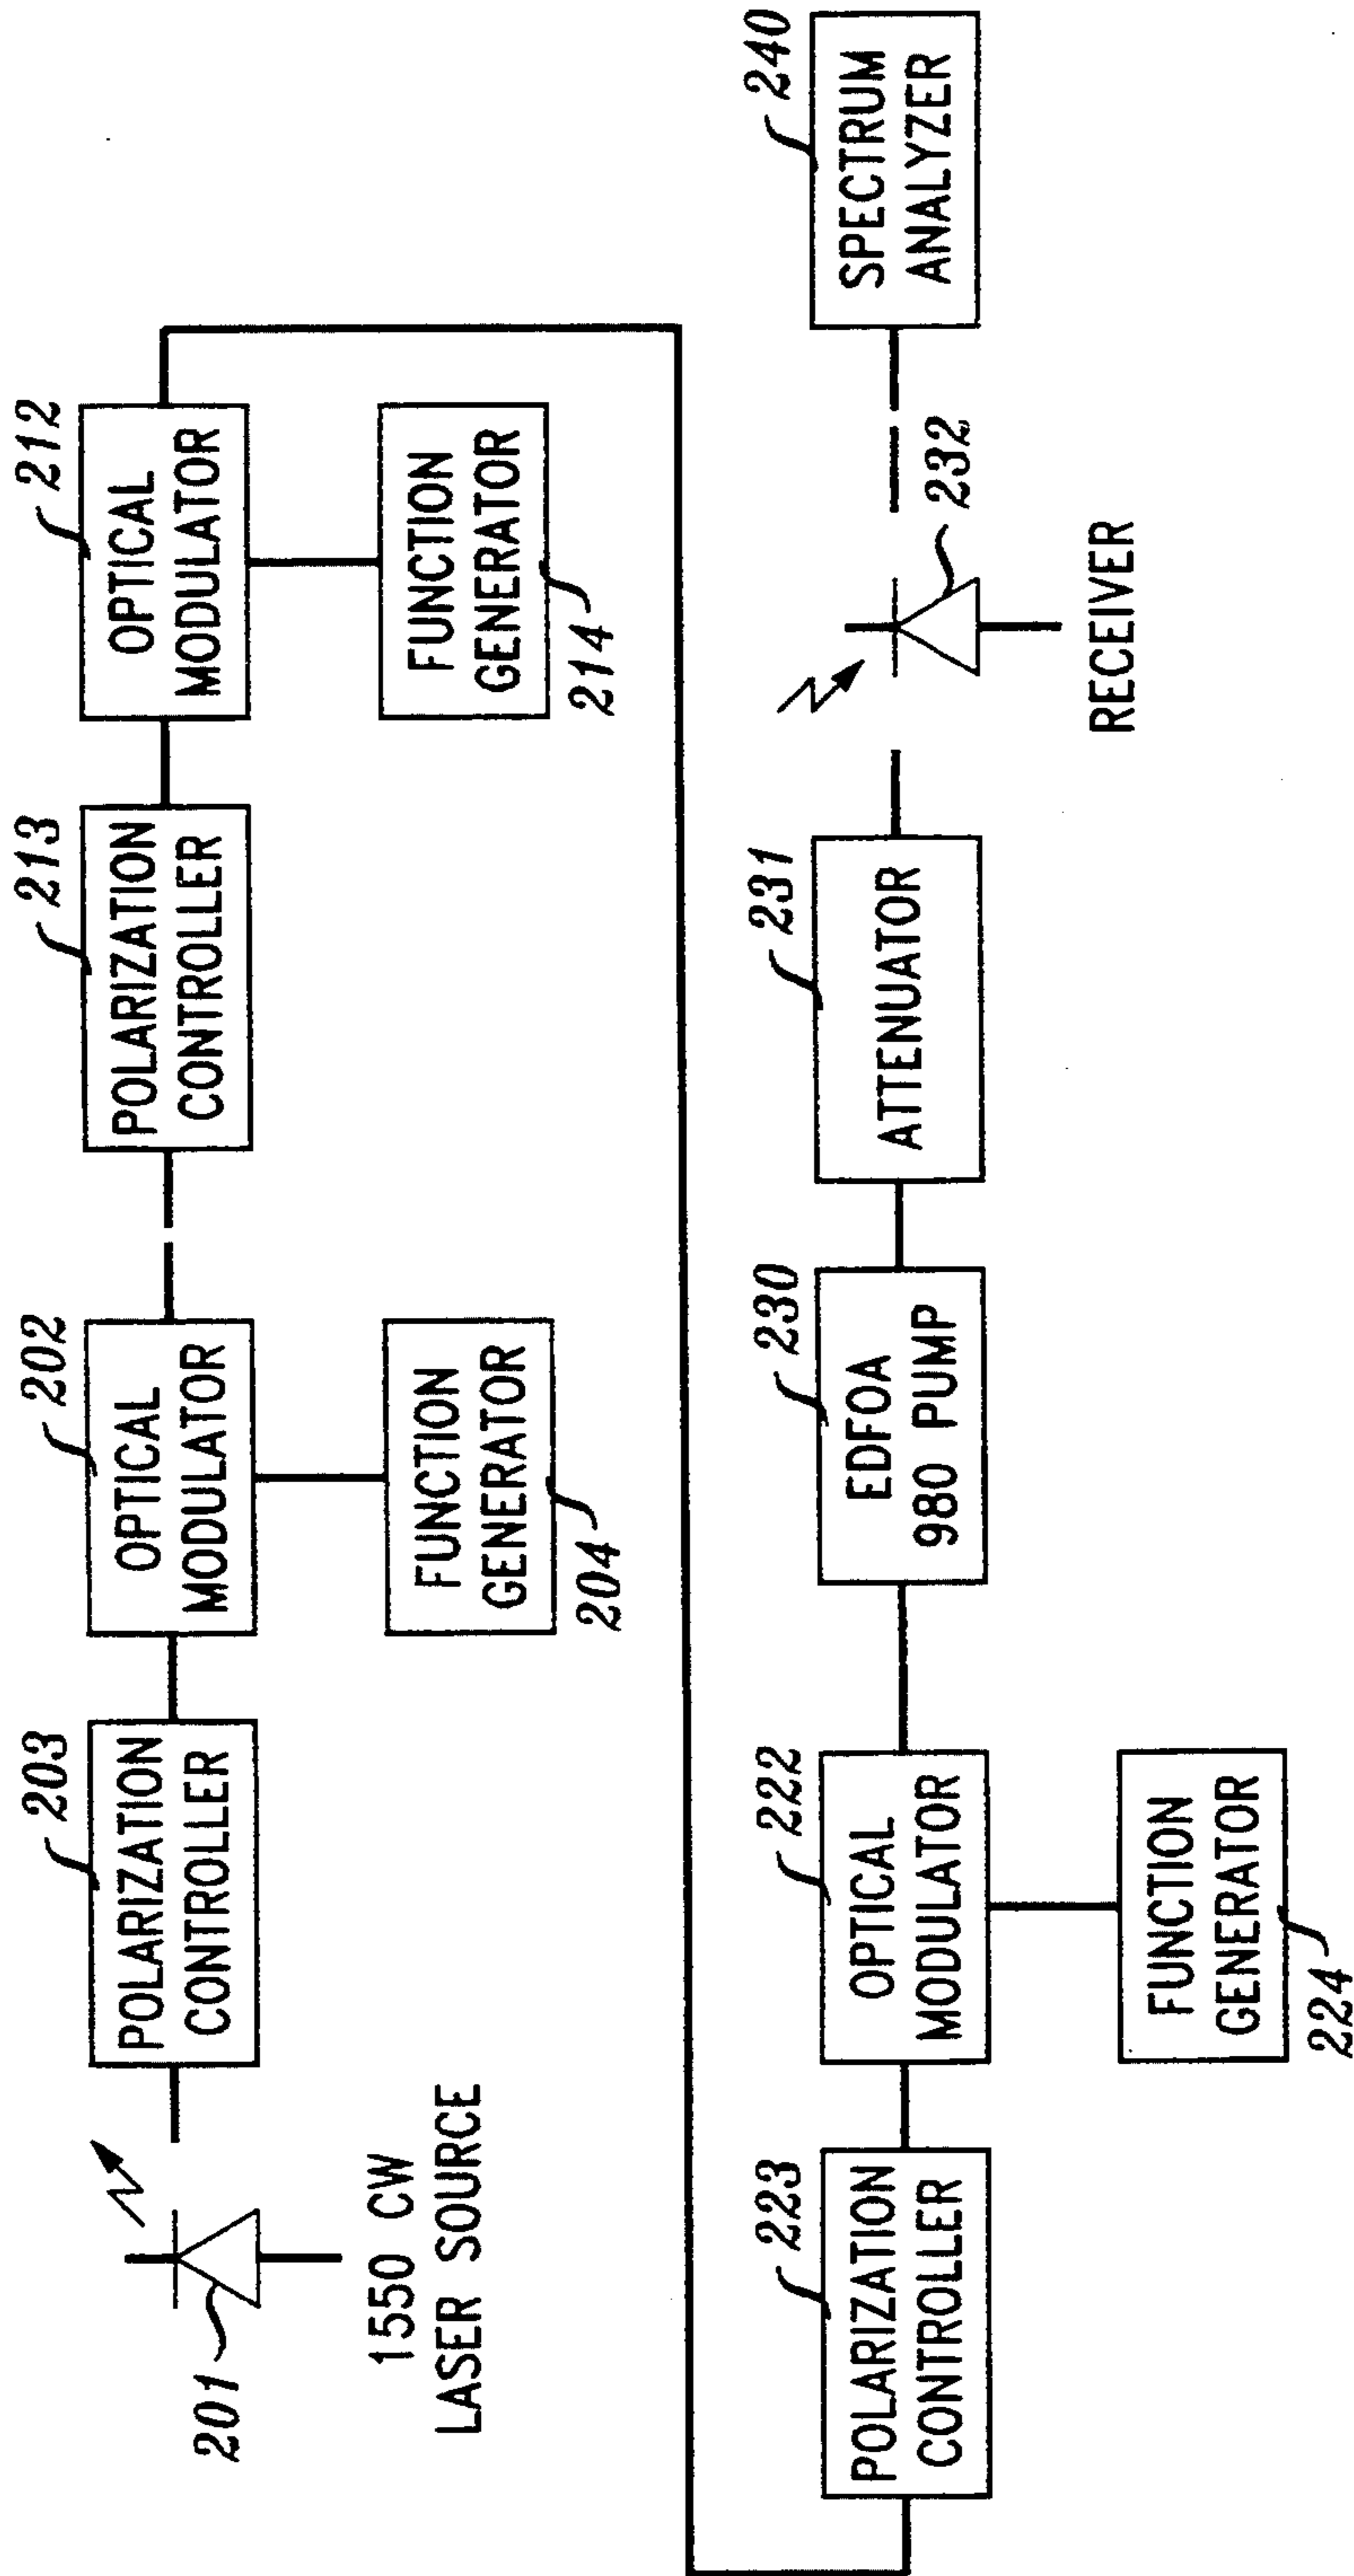 201
1550 CW
LASER SOURCE
203
POLARIZATION
CONTROLLER
202
OPTICAL
MODULATOR
FUNCTION
GENERATOR
204
213
POLARIZATION
CONTROLLER
212
OPTICAL
MODULATOR
FUNCTION
GENERATOR
214
223
POLARIZATION
CONTROLLER
222
OPTICAL
MODULATOR
FUNCTION
GENERATOR
224
230
EDFOA
980 PUMP
231
ATTENUATOR
232
RECEIVER
240
SPECTRUM
ANALYZER